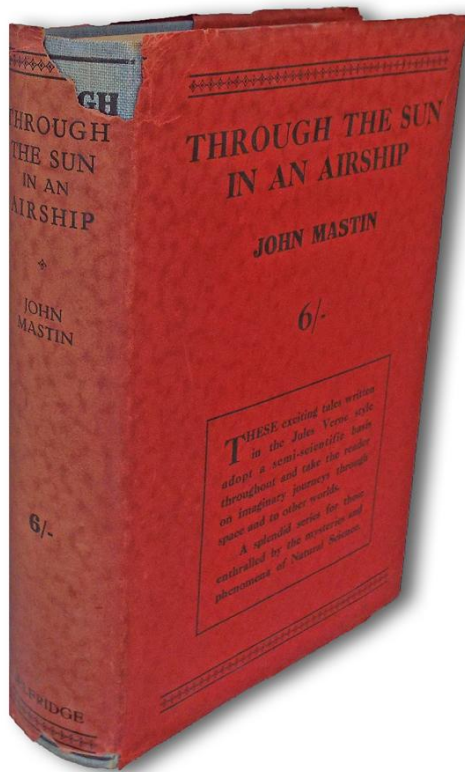 GH
THROUGH
THE SUN
IN AN
AIRSHIP
JOHN
MASTIN
6/-
THROUGH THE SUN
IN AN AIRSHIP
JOHN MASTIN
6/-
THESE exciting tales written
in the Jules Verne style
adopt a semi-scientific basis
throughout and take the reader
on imaginary journeys through
space and to other worlds.
A splendid series for those
enthralled by the mysteries and
phenomena of Natural Science.